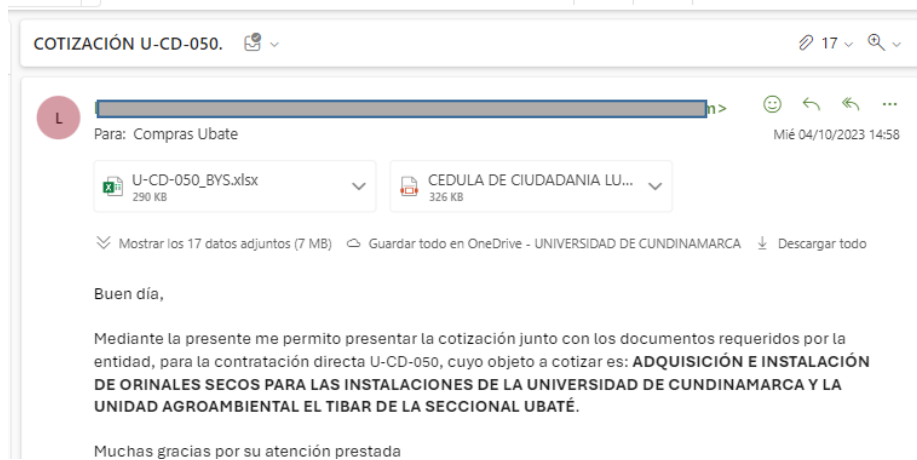 COTIZACIÓN U-CD-050.
17
L
n>
Para: Compras Ubate
Mié 04/10/2023 14:58
U-CD-050_BYS.xlsx
290 KB
CEDULA DE CIUDADANIA LU...
326 KB
Mostrar los 17 datos adjuntos (7 MB) Guardar todo en OneDrive - UNIVERSIDAD DE CUNDINAMARCA Descargar todo
Buen día,
Mediante la presente me permito presentar la cotización junto con los documentos requeridos por la
entidad, para la contratación directa U-CD-050, cuyo objeto a cotizar es: ADQUISICIÓN E INSTALACIÓN
DE ORINALES SECOS PARA LAS INSTALACIONES DE LA UNIVERSIDAD DE CUNDINAMARCA Y LA
UNIDAD AGROAMBIENTAL EL TIBAR DE LA SECCIONAL UBATÉ.
Muchas gracias por su atención prestada